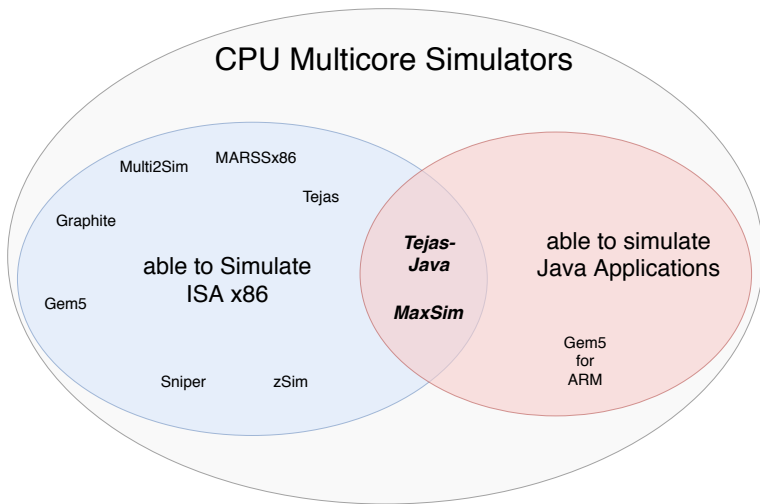 CPU Multicore Simulators
MARSSx86
Multi2Sim
Tejas
Graphite
able to Simulate
ISA x86
Gem5
Sniper
zSim
Tejas-
Java
MaxSim
able to simulate
Java Applications
Gem5
for
ARM